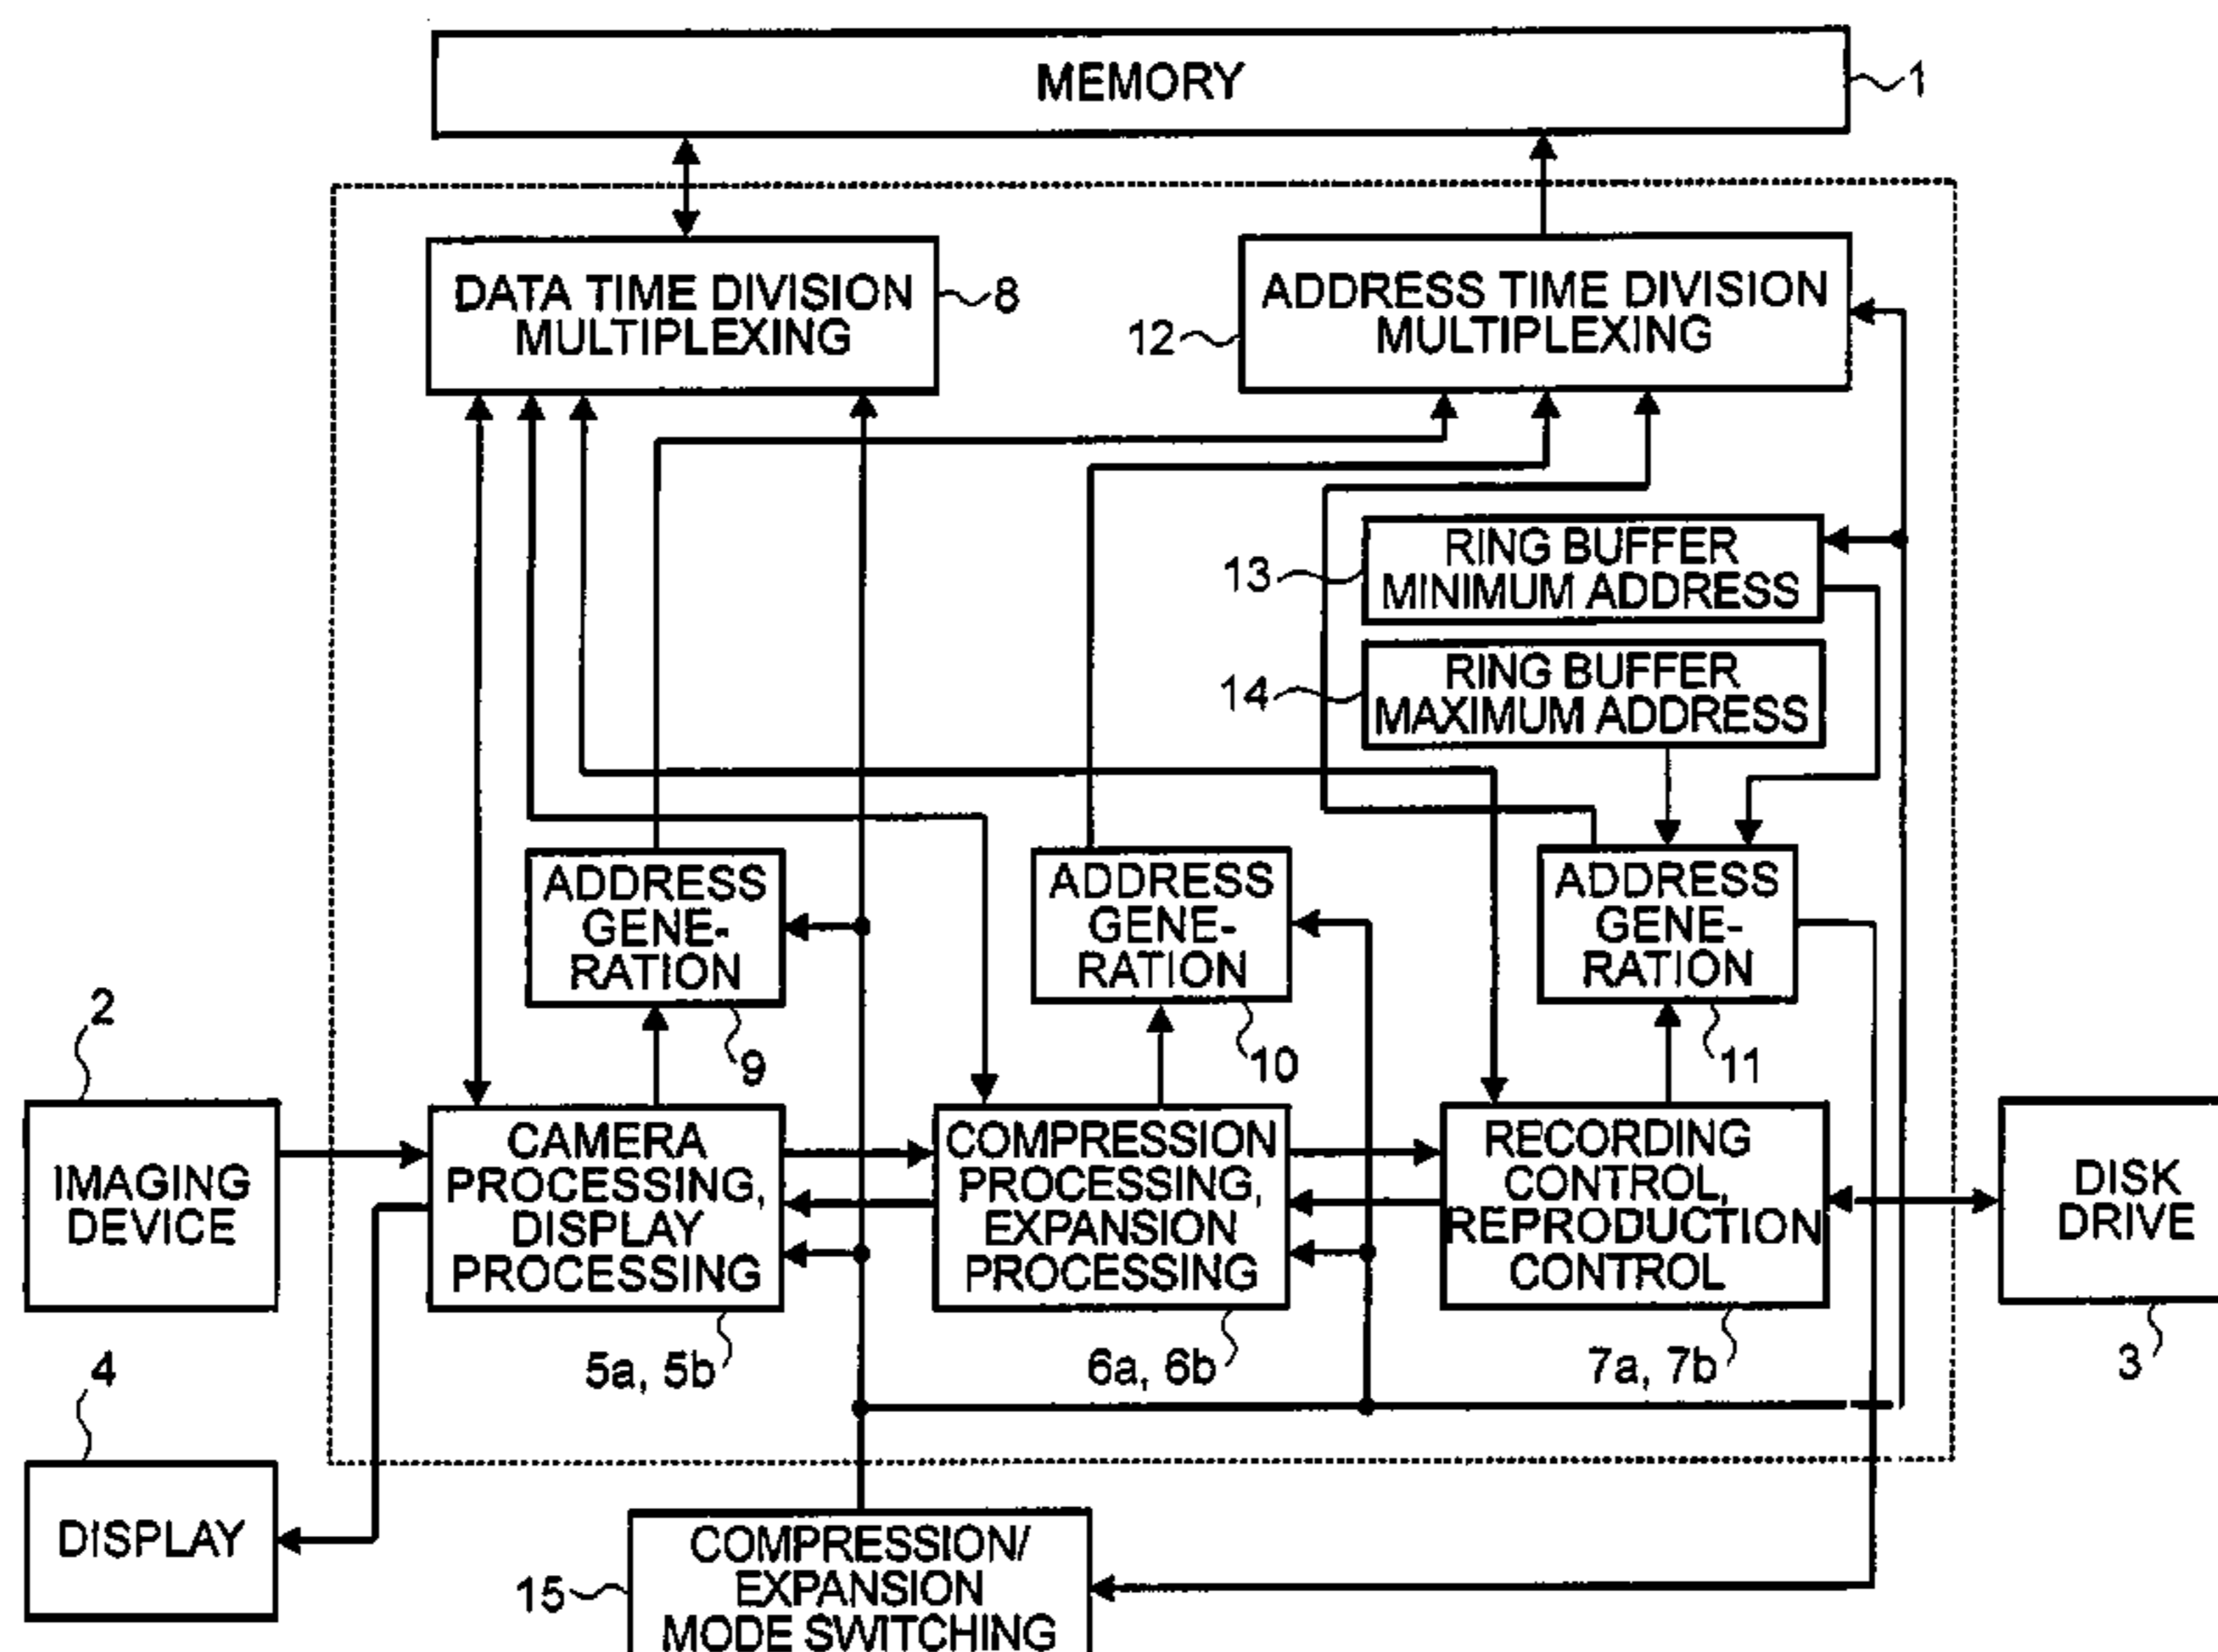 MEMORY
1
DATA TIME DIVISION
MULTIPLEXING
8
ADDRESS TIME DIVISION
MULTIPLEXING
12
RING BUFFER
MINIMUM ADDRESS
13
RING BUFFER
MAXIMUM ADDRESS
14
ADDRESS
GENE-
RATION
9
ADDRESS
GENE-
RATION
10
ADDRESS
GENE-
RATION
11
2
IMAGING
DEVICE
CAMERA
PROCESSING,
DISPLAY
PROCESSING
5a, 5b
COMPRESSION
PROCESSING,
EXPANSION
PROCESSING
6a, 6b
RECORDING
CONTROL,
REPRODUCTION
CONTROL
7a, 7b
DISK
DRIVE
3
4
DISPLAY
15
COMPRESSION/
EXPANSION
MODE SWITCHING